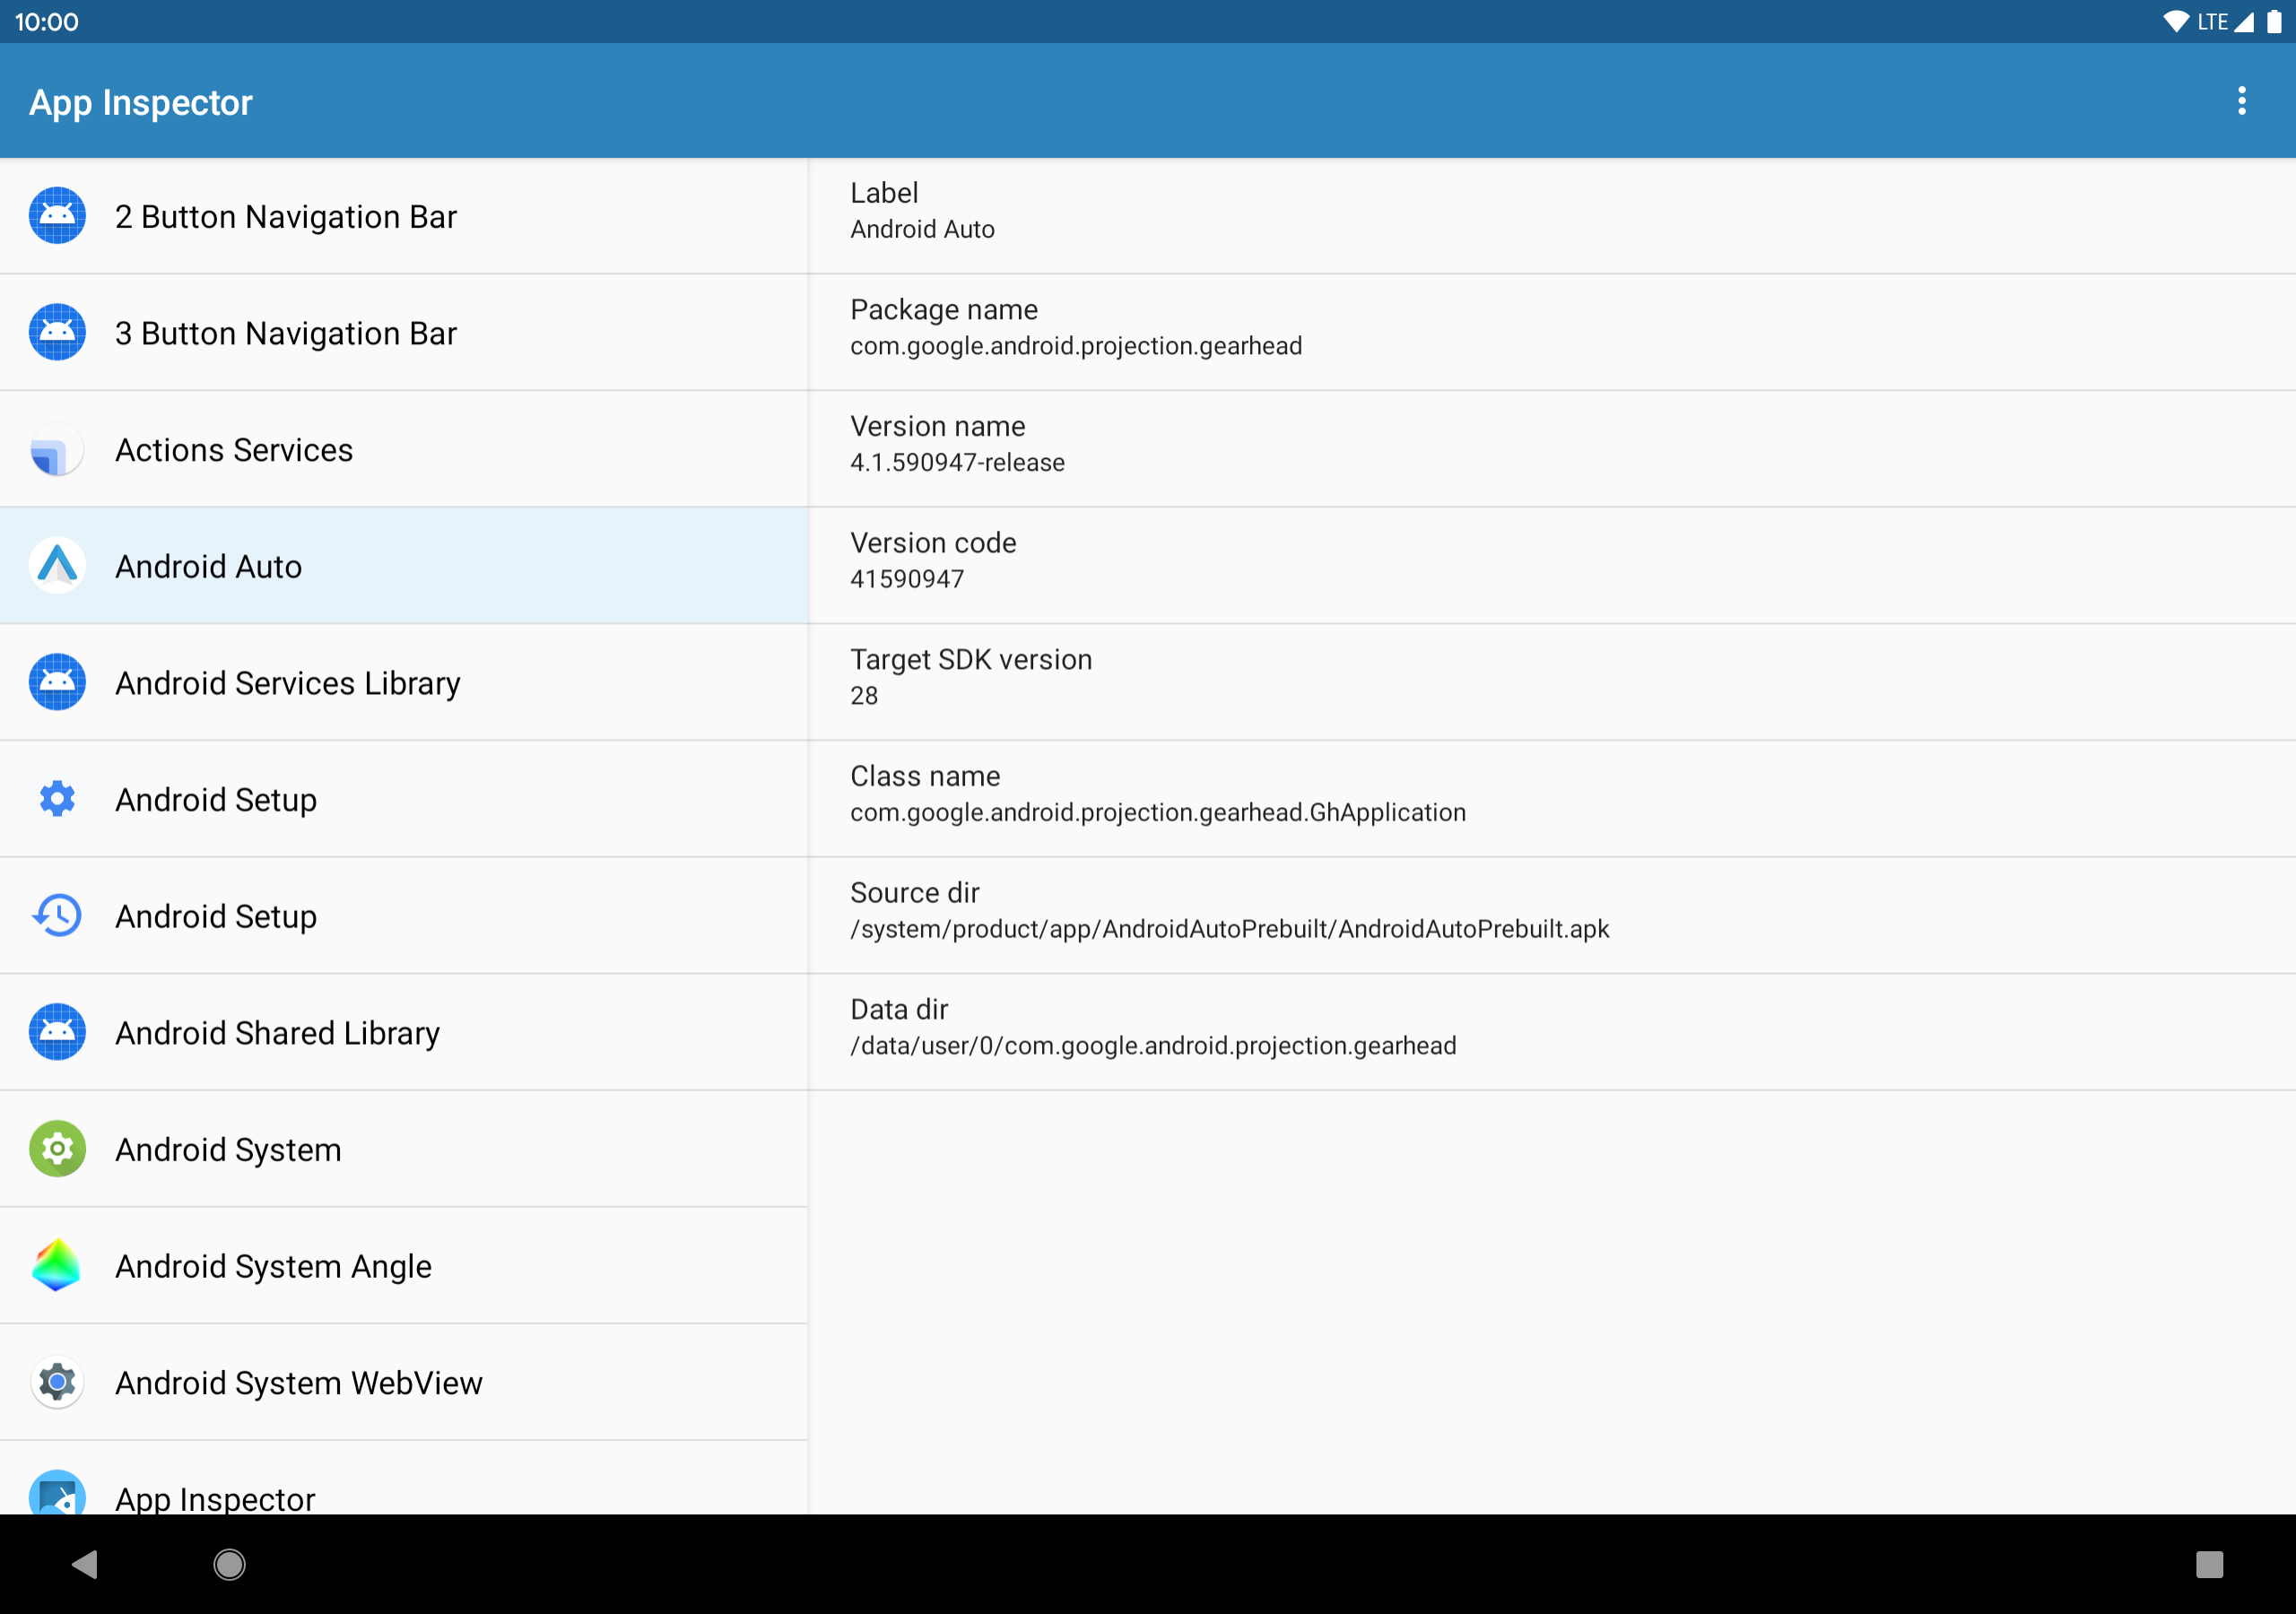 10:00
LTE
App Inspector
2 Button Navigation Bar
3 Button Navigation Bar
Actions Services
Android Auto
Android Services Library
Android Setup
Android Setup
Android Shared Library
Android System
Android System Angle
Android System WebView
App Inspector
Label
Android Auto
Package name
com.google.android.projection.gearhead
Version name
4.1.590947-release
Version code
41590947
Target SDK version
28
Class name
com.google.android.projection.gearhead.GhApplication
Source dir
/system/product/app/AndroidAutoPrebuilt/AndroidAutoPrebuilt.apk
Data dir
/data/user/0/com.google.android.projection.gearhead